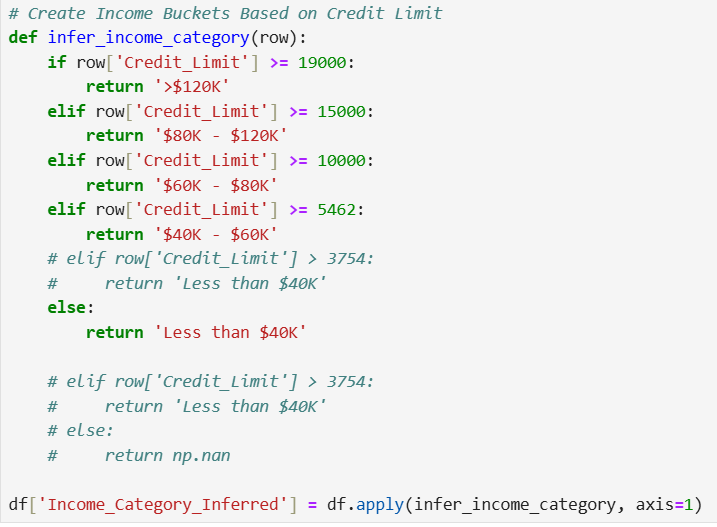 # Create Income Buckets Based on Credit Limit
def infer_income_category(row):
    if row['Credit_Limit'] >= 19000:
        return '>$120K'
    elif row['Credit_Limit'] >= 15000:
        return '$80K - $120K'
    elif row['Credit_Limit'] >= 10000:
        return '$60K - $80K'
    elif row['Credit_Limit'] >= 5462:
        return '$40K - $60K'
    # elif row['Credit_Limit'] > 3754:
    #     return 'Less than $40K'
    else:
        return 'Less than $40K'

    # elif row['Credit_Limit'] > 3754:
    #     return 'Less than $40K'
    # else:
    #     return np.nan

df['Income_Category_Inferred'] = df.apply(infer_income_category, axis=1)